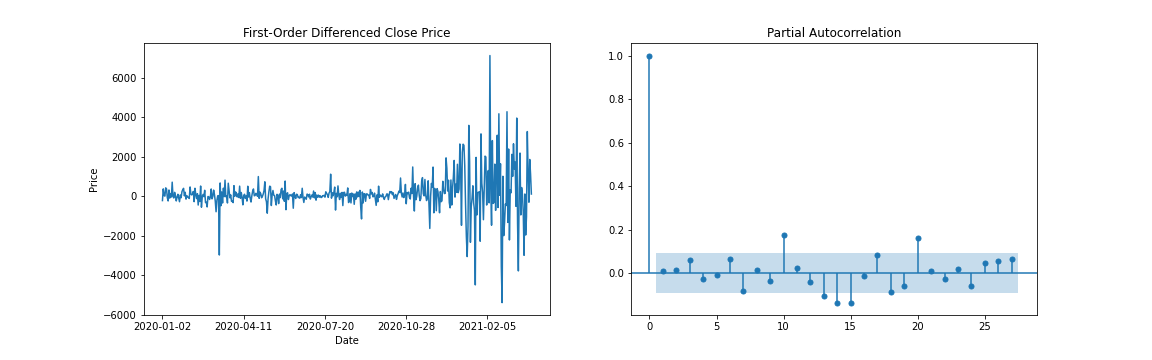 First-Order Differenced Close Price
6000
4000
2000
0
−2000
−4000
−6000
Price
2020-01-02 2020-04-11 2020-07-20 2020-10-28 2021-02-05
Date
Partial Autocorrelation
1.0
0.8
0.6
0.4
0.2
0.0
0 5 10 15 20 25